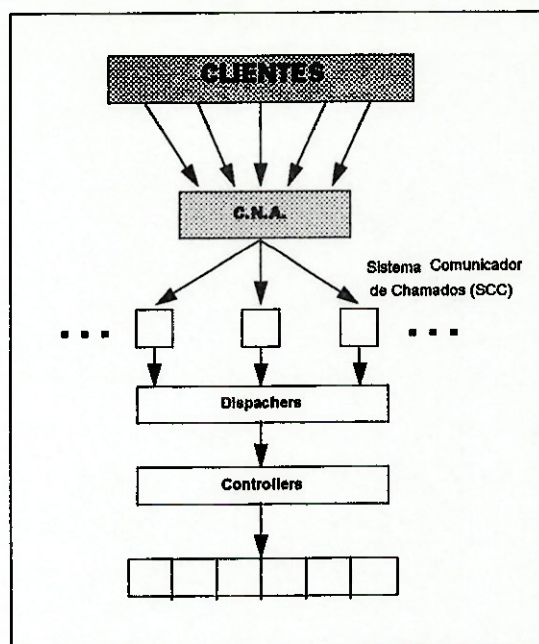 CLIENTES
C.N.A.
Sistema Comunicador
de Chamados (SCC)
Dispachers
Controllers